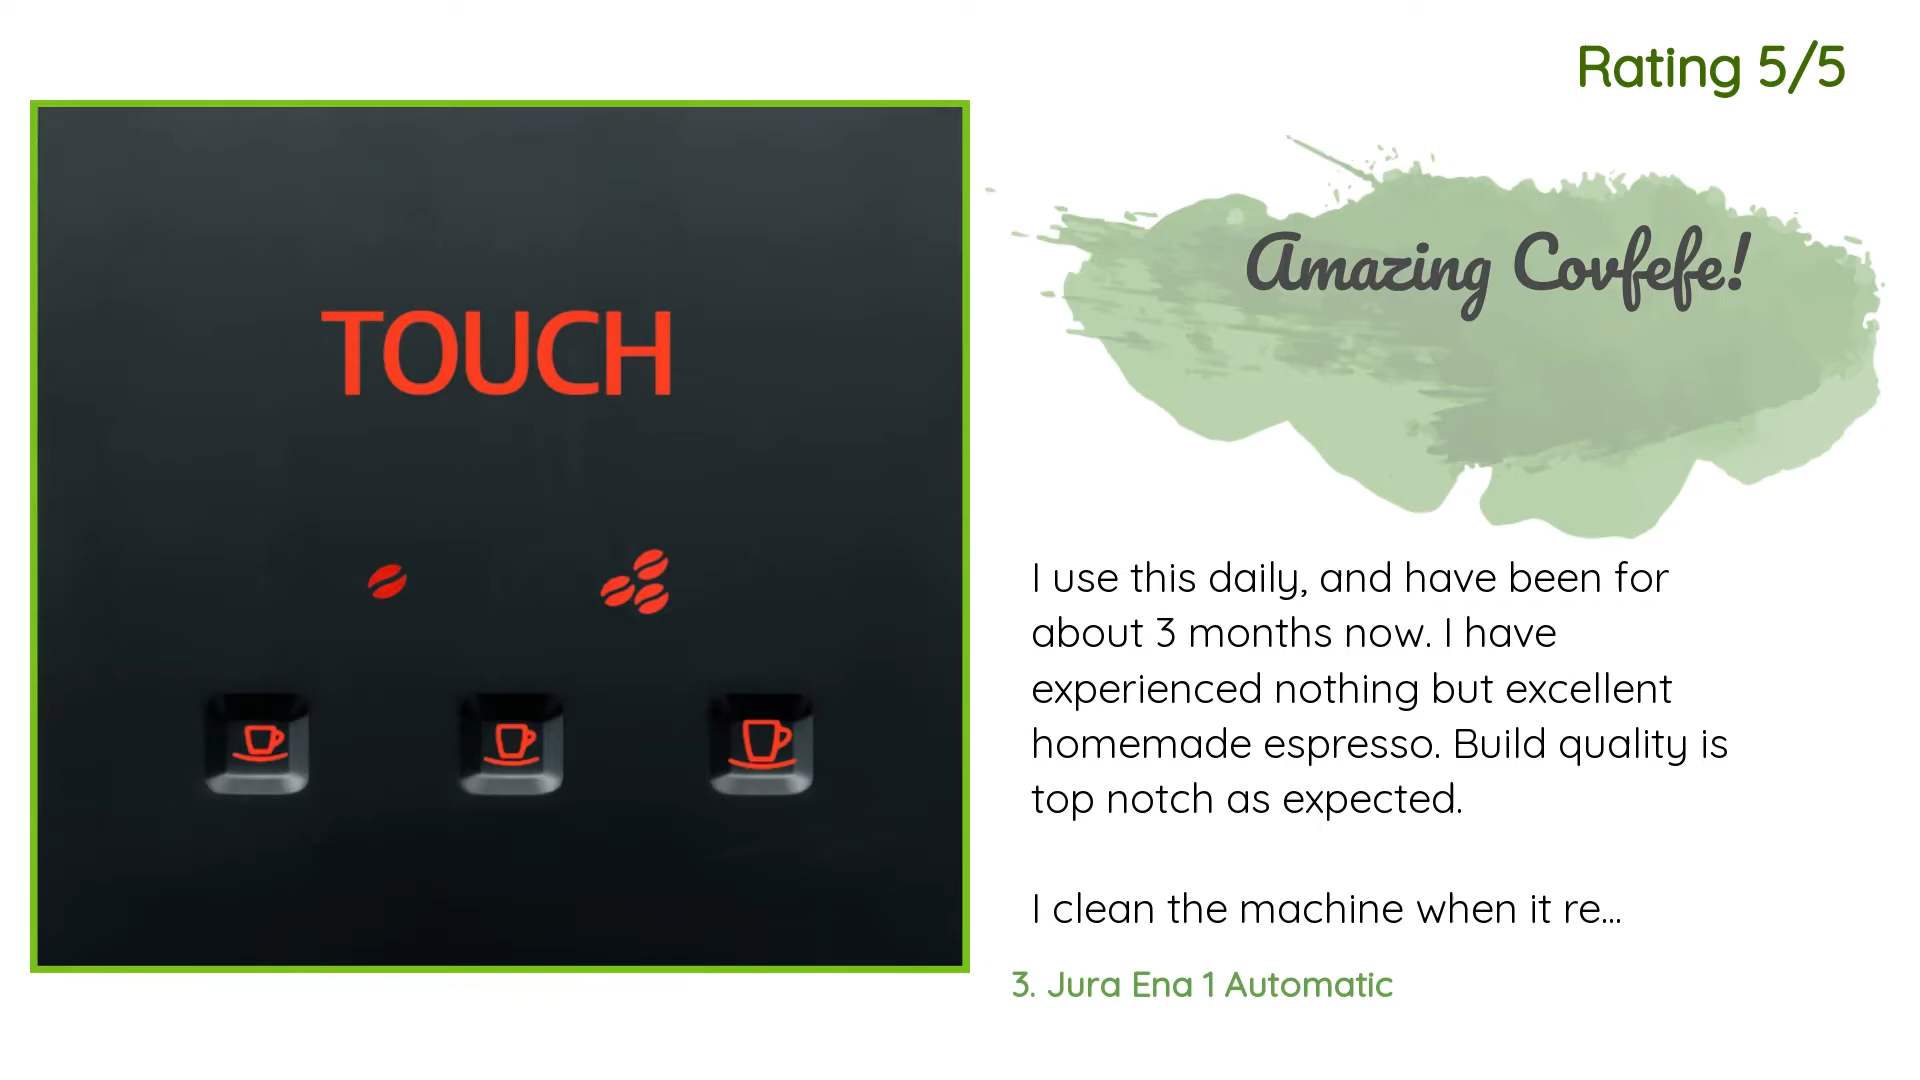 Rating 5/5
TOUCH
Amazing Covfefe!
I use this daily, and have been for
about 3 months now. I have
experienced nothing but excellent
homemade espresso. Build quality is
top notch as expected.
I clean the machine when it re...
3. Jura Ena 1 Automatic